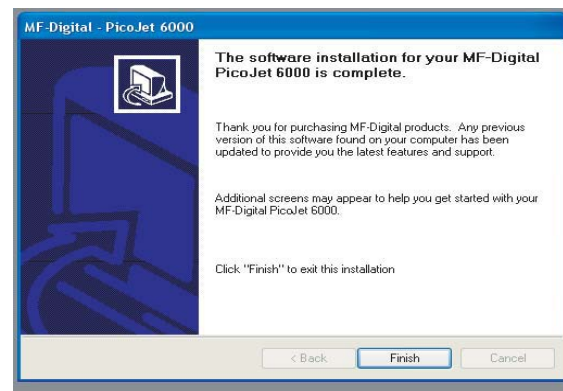 MF-Digital - PicoJet 6000
The software installation for your MF-Digital
PicoJet 6000 is complete.
Thank you for purchasing MF-Digital products. Any previous
version of this software found on your computer has been
updated to provide you the latest features and support.
Additional screens may appear to help you get started with your
MF-Digital PicoJet 6000.
Click "Finish" to exit this installation
< Back Finish Cancel